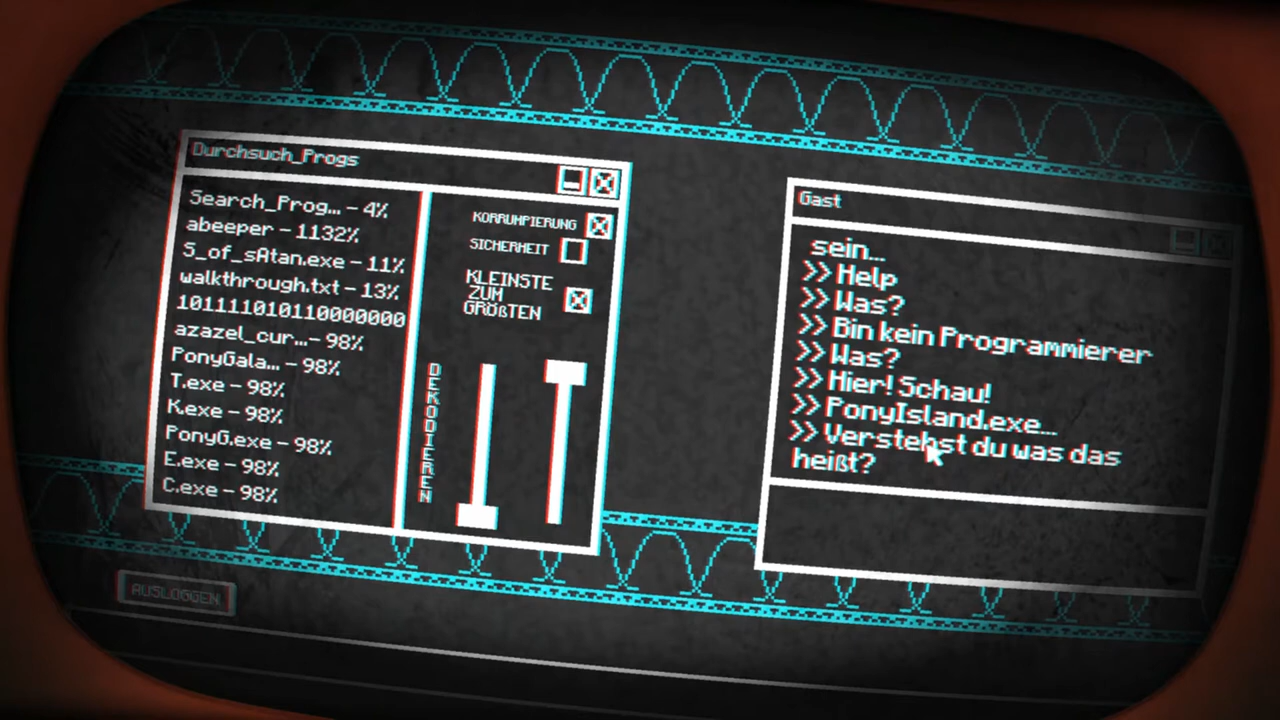 Durchsuch_Progs
Search_Prog... - 4%
abeeper - 1132%
5_of_sAtan.exe - 11%
walkthrough.txt - 13%
101111010110000000
azazel_cur...- 98%
PonyGala... - 98%
T.exe - 98%
K.exe - 98%
PonyG.exe - 98%
E.exe - 98%
C.exe - 98%
KORRUMPIERUNG
SICHERHEIT
KLEINSTE
ZUM
GRÖßTEN
DEKODIEREN
Gast
sein...
>> Help
>> Was?
>> Bin kein Programmierer
>> Was?
>> Hier! Schau!
>> PonyIsland.exe...
>> Verstehst du was das
heißt?
AUSLOGGEN